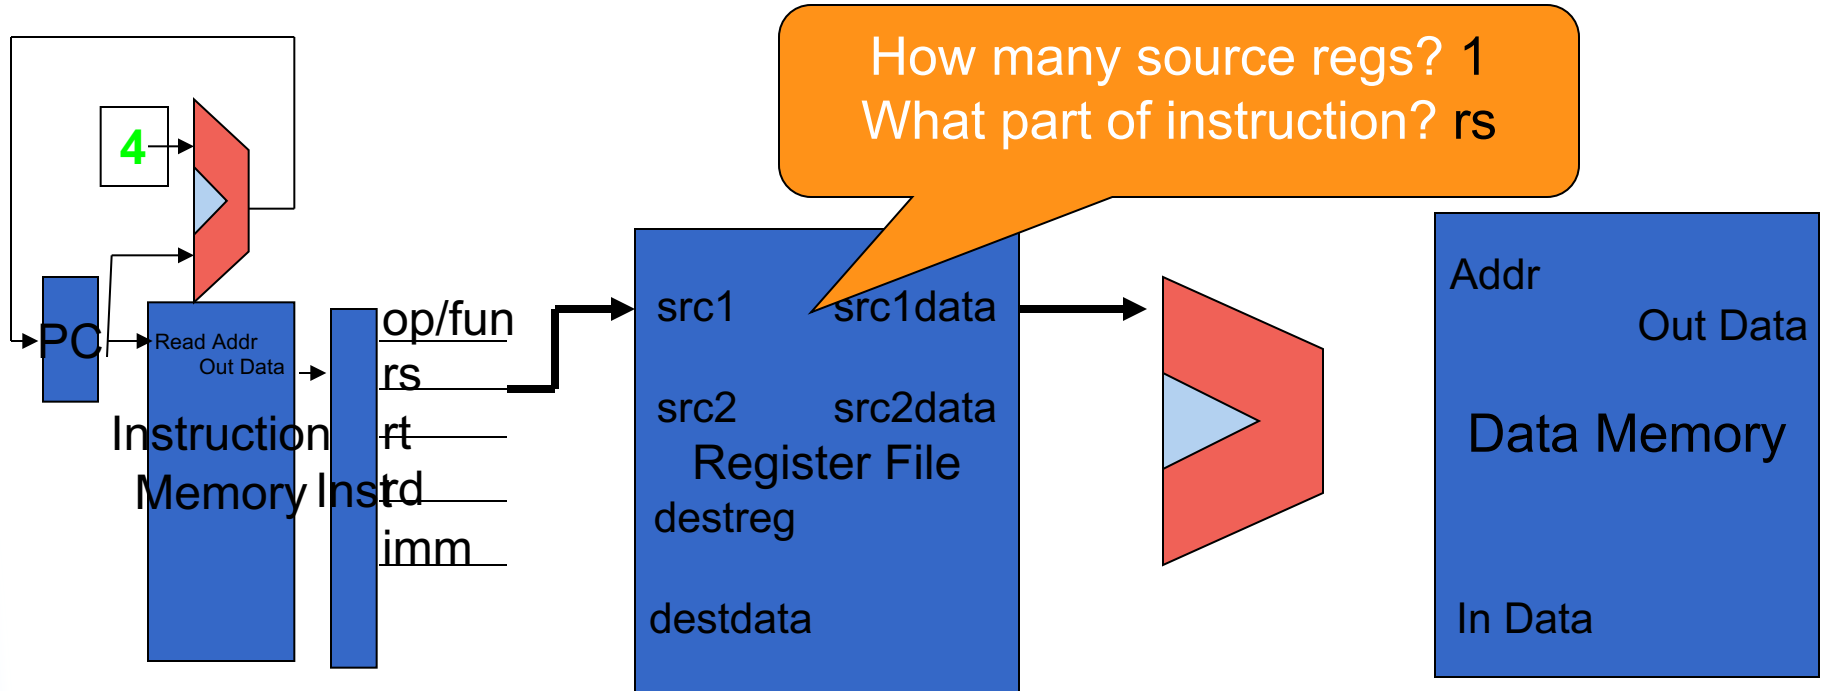 How many source regs? 1
What part of instruction? rs
4
PC
Read Addr
Out Data
Instruction
Memory
Instr
op/fun
rs
rt
rd
imm
src1
src1data
src2
src2data
Register File
destreg
destdata
Addr
Out Data
Data Memory
In Data